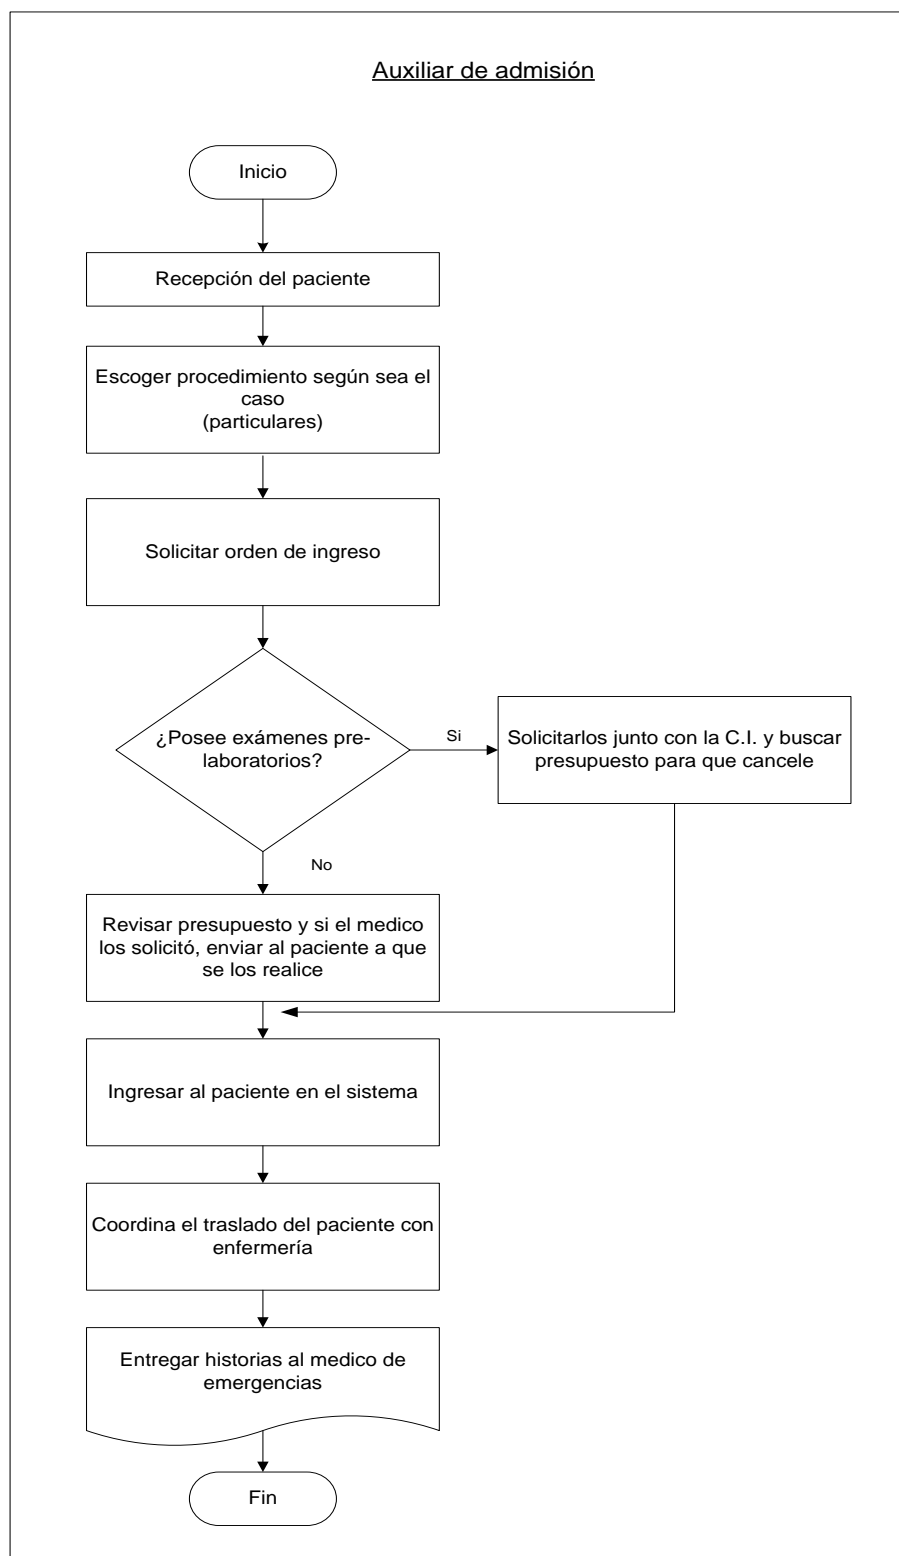 Auxiliar de admisión
Inicio
Recepción del paciente
Escoger procedimiento según sea el
caso
(particulares)
Solicitar orden de ingreso
¿Posee exámenes pre-
laboratorios?
Si
Solicitarlos junto con la C.I. y buscar
presupuesto para que cancele
No
Revisar presupuesto y si el medico
los solicitó, enviar al paciente a que
se los realice
Ingresar al paciente en el sistema
Coordina el traslado del paciente con
enfermería
Entregar historias al medico de
emergencias
Fin